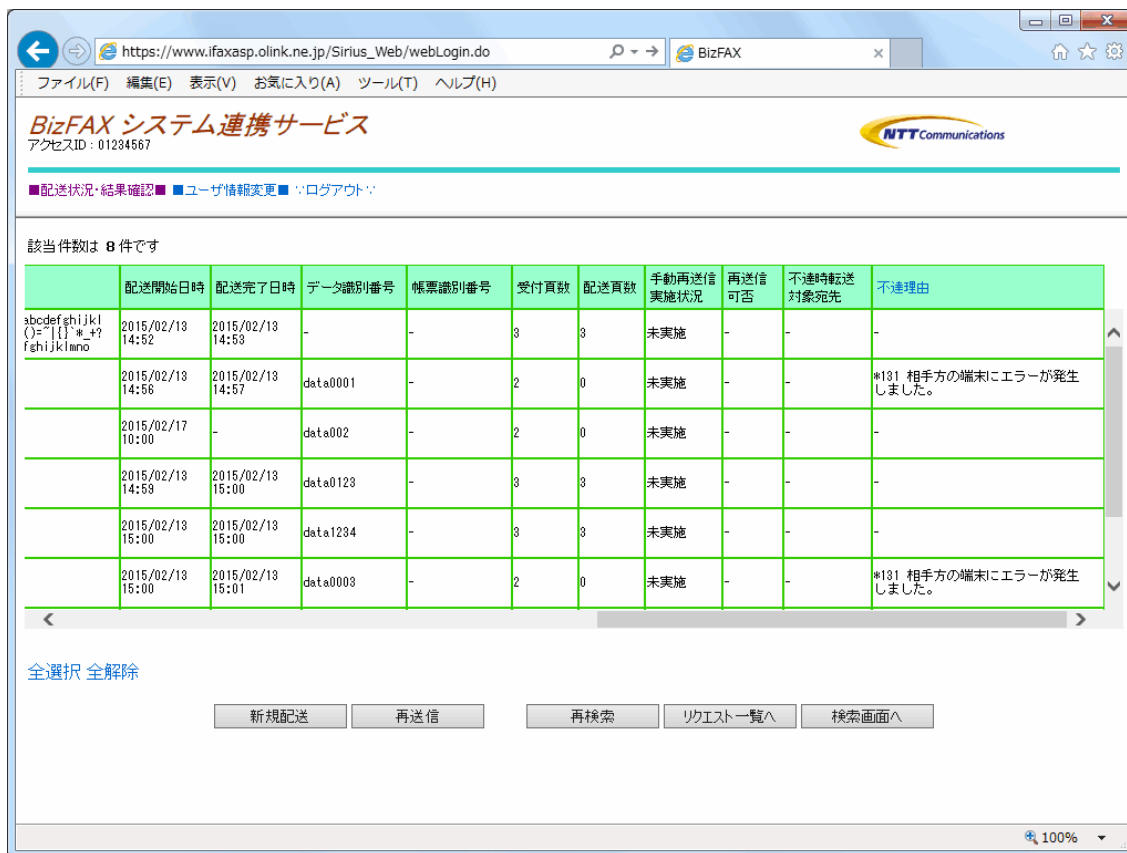 https://www.ifaxasp.olink.ne.jp/Sirius_Web/webLogin.do
BizFAX
ファイル(F) 編集(E) 表示(V) お気に入り(A) ツール(T) ヘルプ(H)
BizFAX システム連携サービス
アクセスID : 01234567
NTT Communications
■配送状況・結果確認■ ■ユーザ情報変更■ ∵ログアウト∵
該当件数は 8 件です
配送開始日時 配送完了日時 データ識別番号 帳票識別番号 受付頁数 配送頁数 手動再送信実施状況 再送信可否 不達時転送対象宛先 不達理由
abcdefghijkl
()=~|{}`*_+?
fghijklmno
2015/02/13 14:52 2015/02/13 14:53 - - 3 3 未実施 - - -
2015/02/13 14:56 2015/02/13 14:57 data0001 - 2 0 未実施 - - *131 相手方の端末にエラーが発生しました。
2015/02/17 10:00 - data002 - 2 0 未実施 - - -
2015/02/13 14:59 2015/02/13 15:00 data0123 - 3 3 未実施 - - -
2015/02/13 15:00 2015/02/13 15:00 data1234 - 3 3 未実施 - - -
2015/02/13 15:00 2015/02/13 15:01 data0003 - 2 0 未実施 - - *131 相手方の端末にエラーが発生しました。
全選択 全解除
新規配送 再送信 再検索 リクエスト一覧へ 検索画面へ
100%